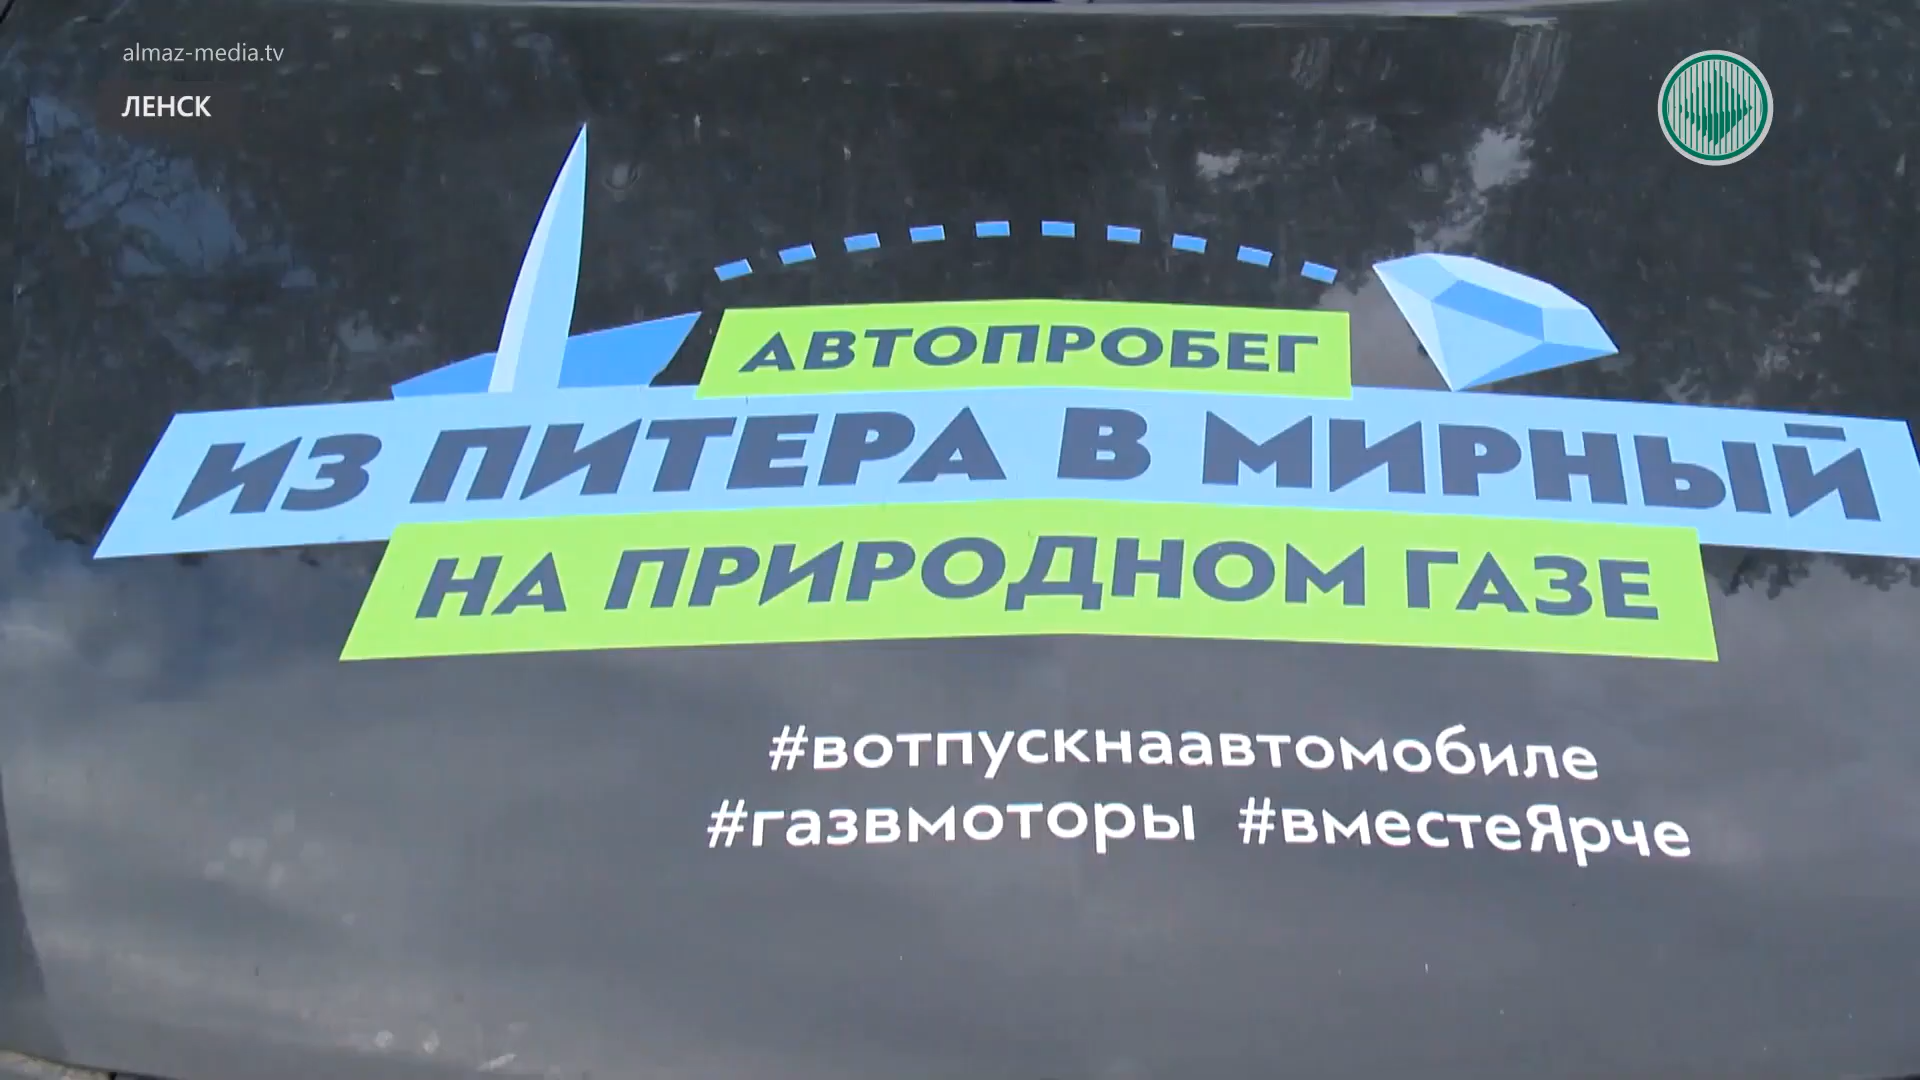 almaz-media.tv
ЛЕНСК
АВТОПРОБЕГ
ИЗ ПИТЕРА В МИРНЫЙ
НА ПРИРОДНОМ ГАЗЕ
#вотпускнаавтомобиле
#газвмоторы #вместеЯрче